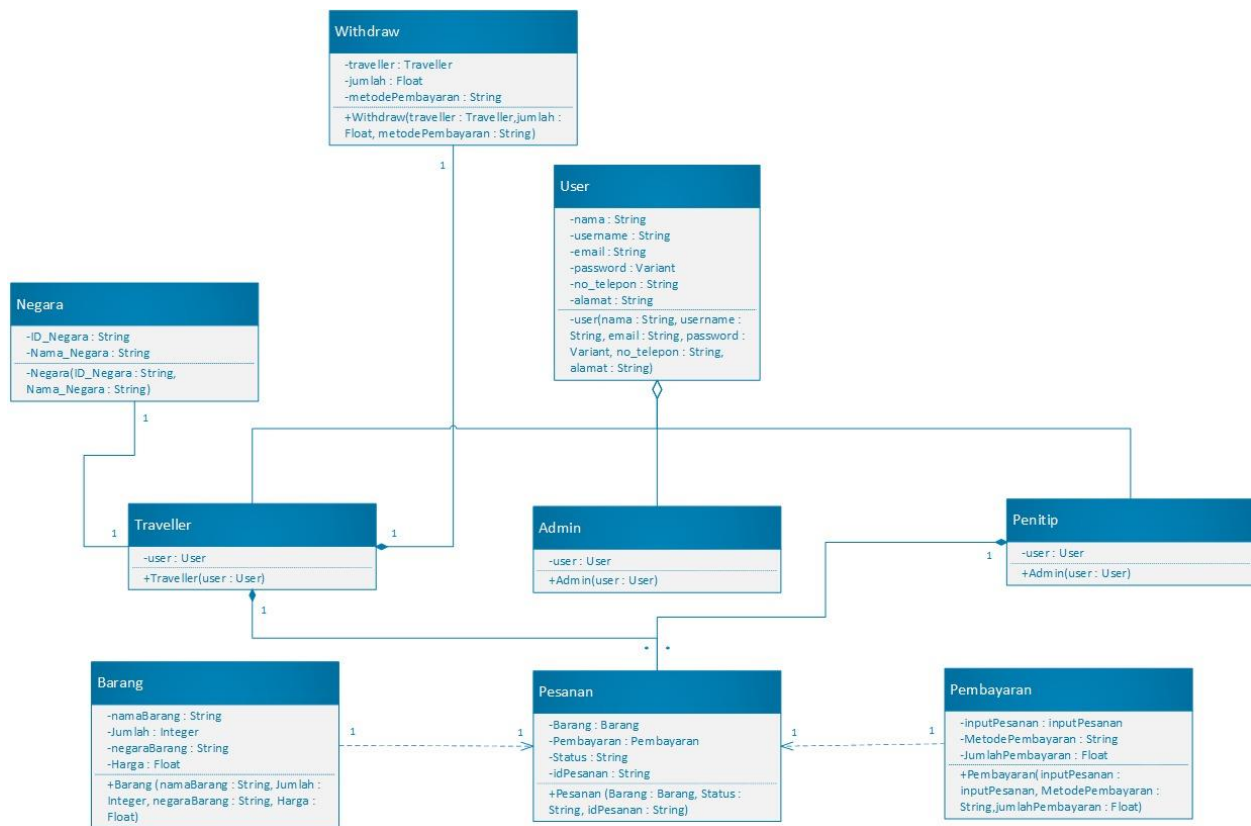 Withdraw
-traveller : Traveller
-jumlah : Float
-metodePembayaran : String
+Withdraw(traveller : Traveller,jumlah :
Float, metodePembayaran : String)
1
User
-nama : String
-username : String
-email : String
-password : Variant
-no_telepon : String
-alamat : String
-user(nama : String, username :
String, email : String, password :
Variant, no_telepon : String,
alamat : String)
Negara
-ID_Negara : String
-Nama_Negara : String
-Negara(ID_Negara : String,
Nama_Negara : String)
1
1
Traveller
-user : User
+Traveller(user : User)
1
1
Admin
-user : User
+Admin(user : User)
Penitip
-user : User
+Admin(user : User)
1
* *
Barang
-namaBarang : String
-Jumlah : Integer
-negaraBarang : String
-Harga : Float
+Barang (namaBarang : String, Jumlah :
Integer, negaraBarang : String, Harga :
Float)
1 1
Pesanan
-Barang : Barang
-Pembayaran : Pembayaran
-Status : String
-idPesanan : String
+Pesanan (Barang : Barang, Status :
String, idPesanan : String)
1 1
Pembayaran
-inputPesanan : inputPesanan
-MetodePembayaran : String
-JumlahPembayaran : Float
+Pembayaran(inputPesanan :
inputPesanan, MetodePembayaran :
String,jumlahPembayaran : Float)